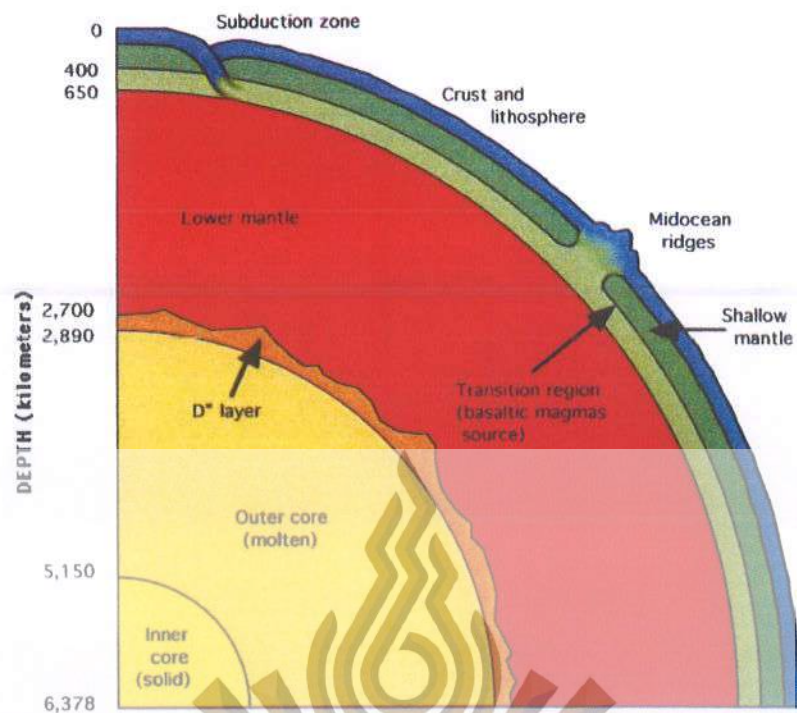 Subduction zone
0
400
650
Crust and
lithosphere
Lower mantle
Midocean
ridges
DEPTH (kilometers)
2,700
2,890
Shallow
mantle
D" layer
Transition region
(basaltic magmas
source)
Outer core
(molten)
5,150
Inner
core
(solid)
6,378